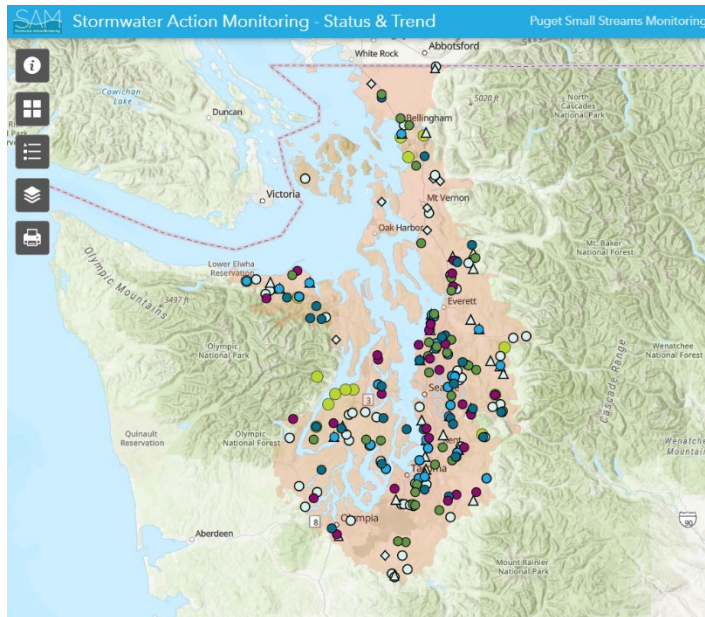 SAM
Stormwater Action Monitoring
Stormwater Action Monitoring - Status & Trend
Puget Small Streams Monitoring
White Rock
Abbotsford
Cowichan
Lake
Duncan
5020 ft
North
Cascades
National Park
Bellingham
Victoria
Mt Vernon
Oak Harbor
Mt. Baker
National Forest
Lower Elwha
Reservation
Olympic Mountains
3497 ft
Everett
Olympic
National Park
Wenatchee
National Forest
Cascade Range
3
Quinault
Reservation
Olympic
National Forest
8
Olympia
Aberdeen
90
Mount Rainier
National Park